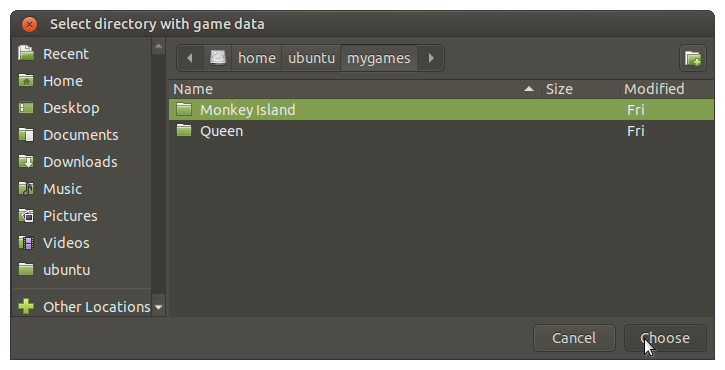 Select directory with game data
Recent
Home
Desktop
Documents
Downloads
Music
Pictures
Videos
ubuntu
Other Locations
home ubuntu mygames
Name Size Modified
Monkey Island Fri
Queen Fri
Cancel Choose